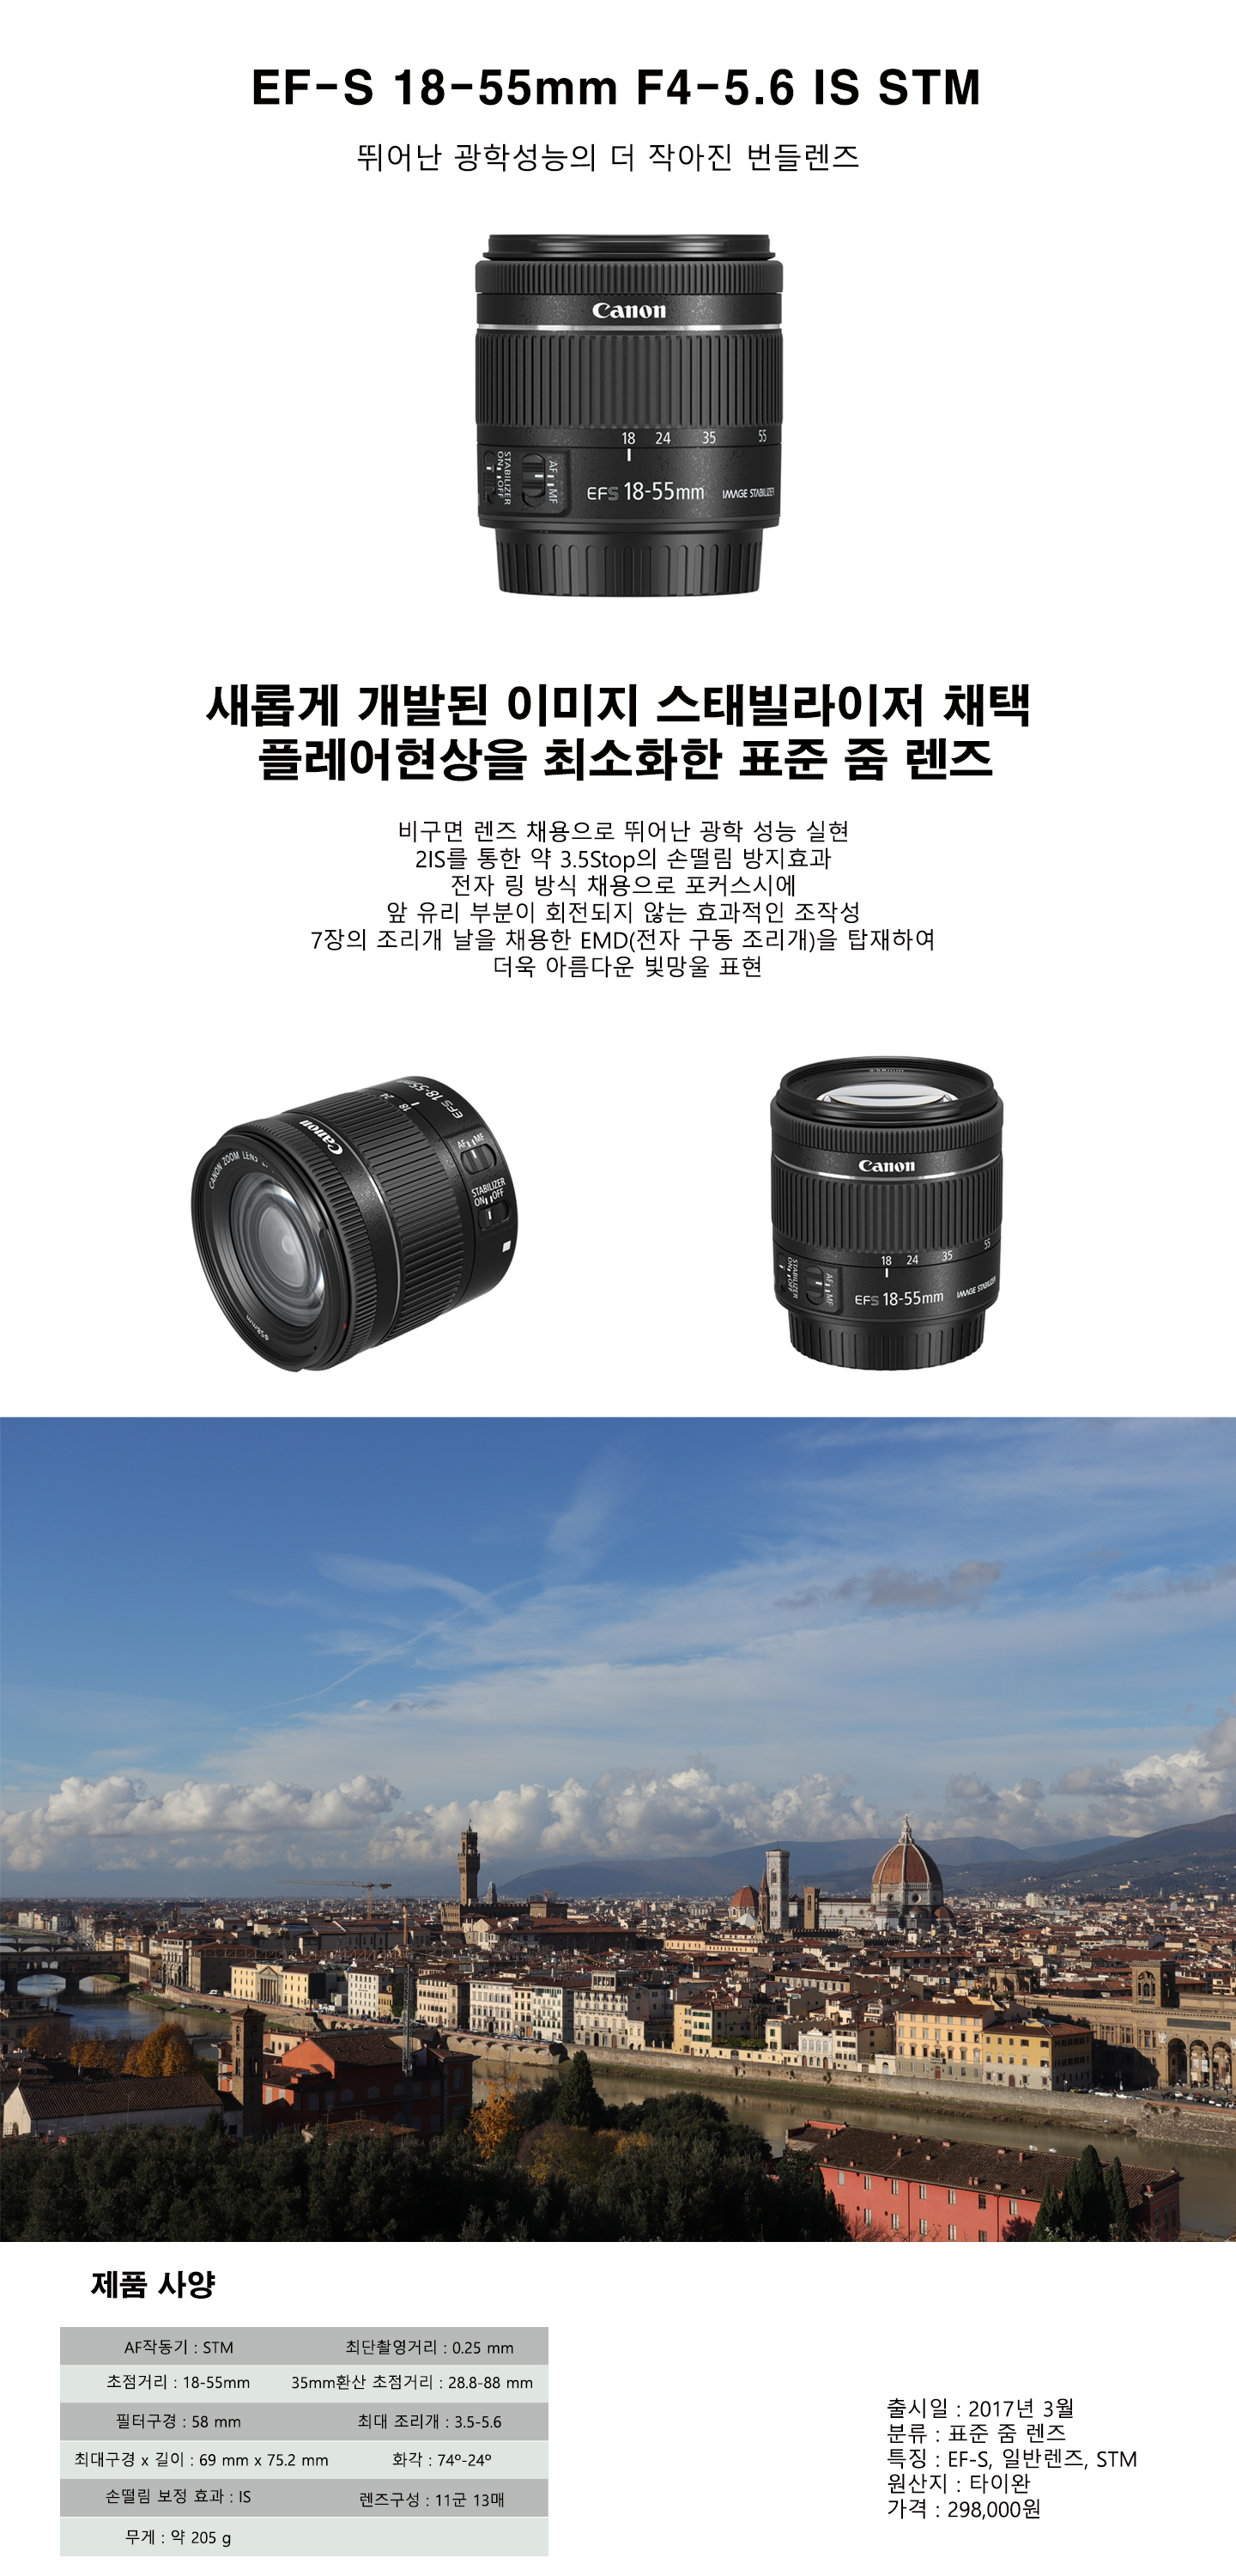 EF-S 18-55mm F4-5.6 IS STM
뛰어난 광학성능의 더 작아진 번들렌즈
Canon
18 24 35 55
STABILIZER
ON OFF
AF MF
EFS 18-55mm IMAGE STABILIZER
새롭게 개발된 이미지 스태빌라이저 채택
플레어현상을 최소화한 표준 줌 렌즈
비구면 렌즈 채용으로 뛰어난 광학 성능 실현
2IS를 통한 약 3.5Stop의 손떨림 방지효과
전자 링 방식 채용으로 포커스시에
앞 유리 부분이 회전되지 않는 효과적인 조작성
7장의 조리개 날을 채용한 EMD(전자 구동 조리개)을 탑재하여
더욱 아름다운 빛망울 표현
EFS 18-55mm
18 24
Canon
CANON ZOOM LENS
AF MF
STABILIZER
ON OFF
Φ58mm
Canon
18 24 35 55
STABILIZER
ON OFF
AF MF
EFS 18-55mm IMAGE STABILIZER
제품 사양
AF작동기 : STM 최단촬영거리 : 0.25 mm
초점거리 : 18-55mm 35mm환산 초점거리 : 28.8-88 mm
필터구경 : 58 mm 최대 조리개 : 3.5-5.6
최대구경 x 길이 : 69 mm x 75.2 mm 화각 : 74º-24º
손떨림 보정 효과 : IS 렌즈구성 : 11군 13매
무게 : 약 205 g
출시일 : 2017년 3월
분류 : 표준 줌 렌즈
특징 : EF-S, 일반렌즈, STM
원산지 : 타이완
가격 : 298,000원